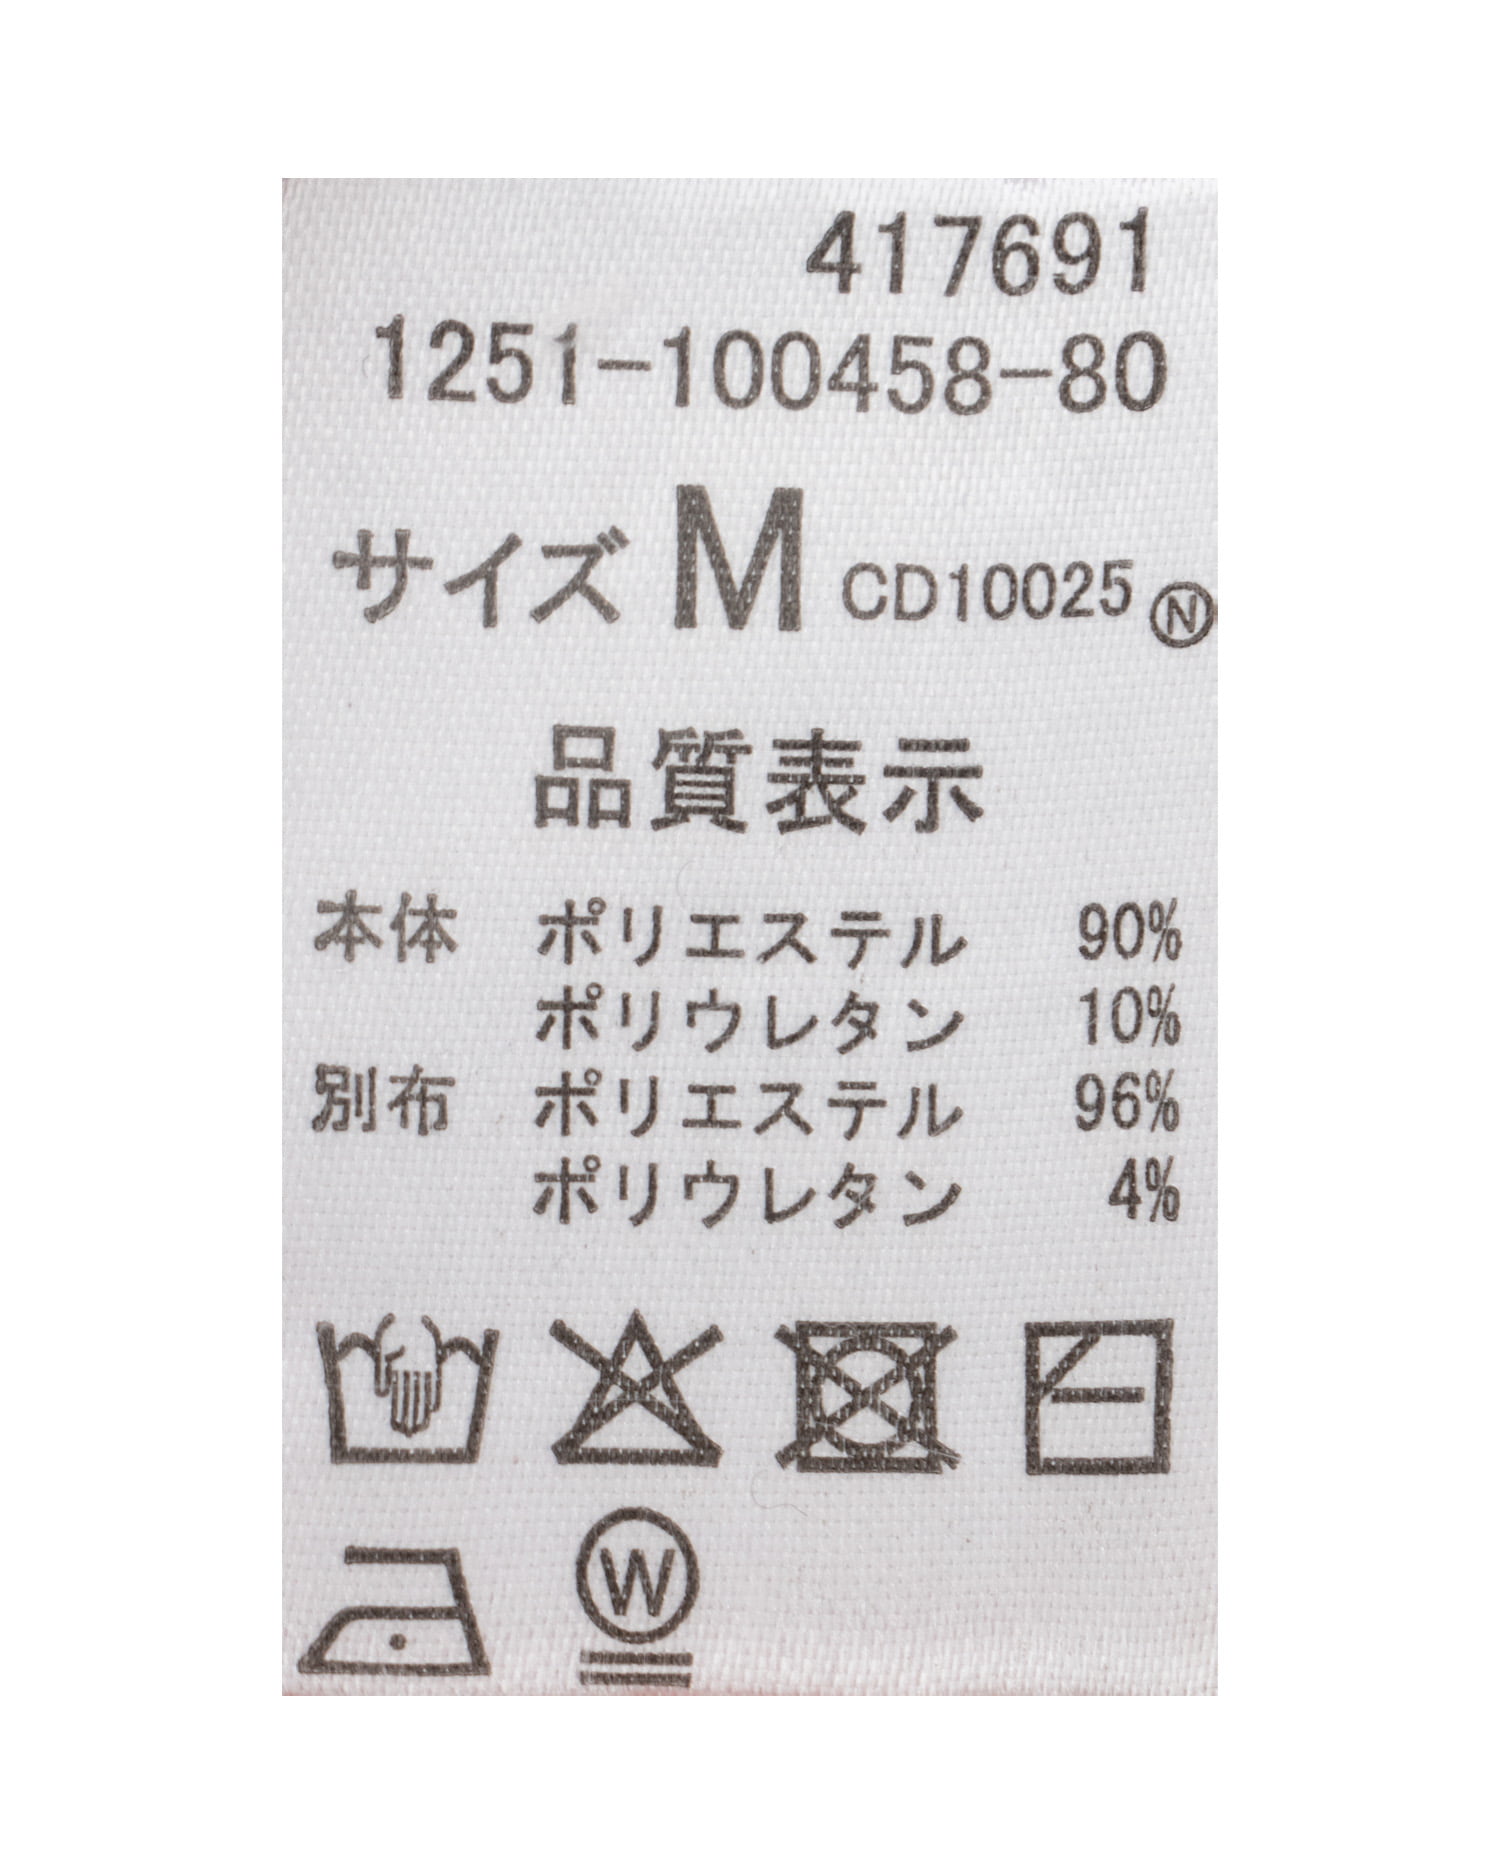 417691
1251-100458-80
サイズ M CD10025 Ⓝ
品質表示
本体 ポリエステル 90%
ポリウレタン 10%
別布 ポリエステル 96%
ポリウレタン 4%
W